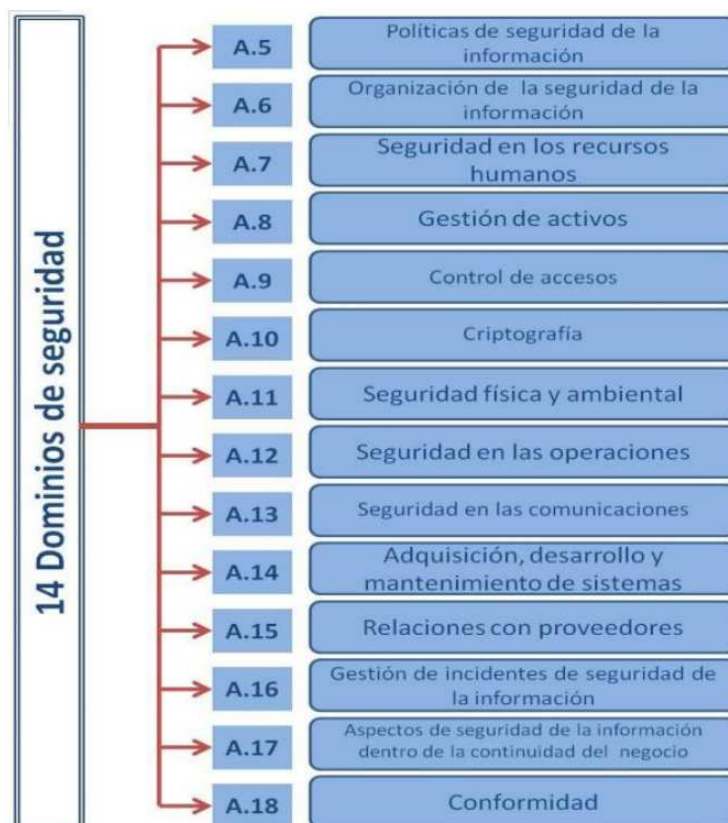 14 Dominios de seguridad
A.5
Políticas de seguridad de la
información
A.6
Organización de la seguridad de la
información
A.7
Seguridad en los recursos
humanos
A.8
Gestión de activos
A.9
Control de accesos
A.10
Criptografía
A.11
Seguridad física y ambiental
A.12
Seguridad en las operaciones
A.13
Seguridad en las comunicaciones
A.14
Adquisición, desarrollo y
mantenimiento de sistemas
A.15
Relaciones con proveedores
A.16
Gestión de incidentes de seguridad de
la información
A.17
Aspectos de seguridad de la información
dentro de la continuidad del negocio
A.18
Conformidad